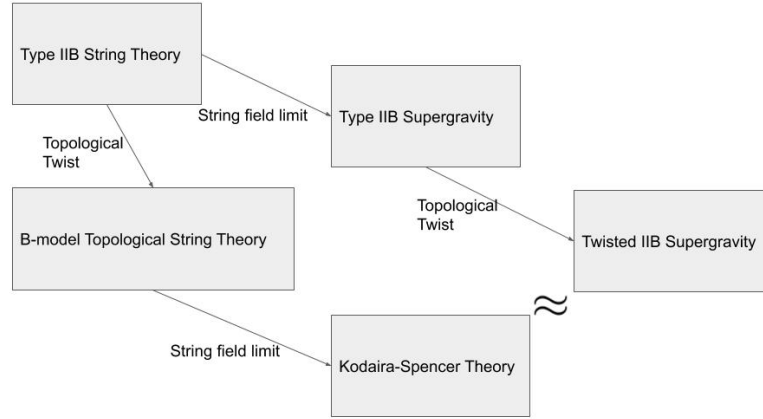 Type IIB String Theory
String field limit
Type IIB Supergravity
Topological
Twist
Topological
Twist
B-model Topological String Theory
Twisted IIB Supergravity
≈
String field limit
Kodaira-Spencer Theory